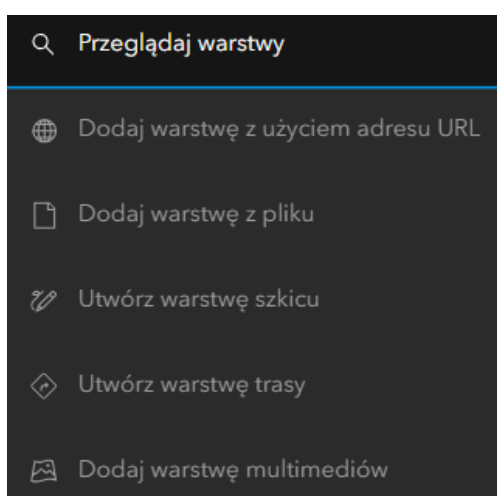 Przeglądaj warstwy
Dodaj warstwę z użyciem adresu URL
Dodaj warstwę z pliku
Utwórz warstwę szkicu
Utwórz warstwę trasy
Dodaj warstwę multimediów